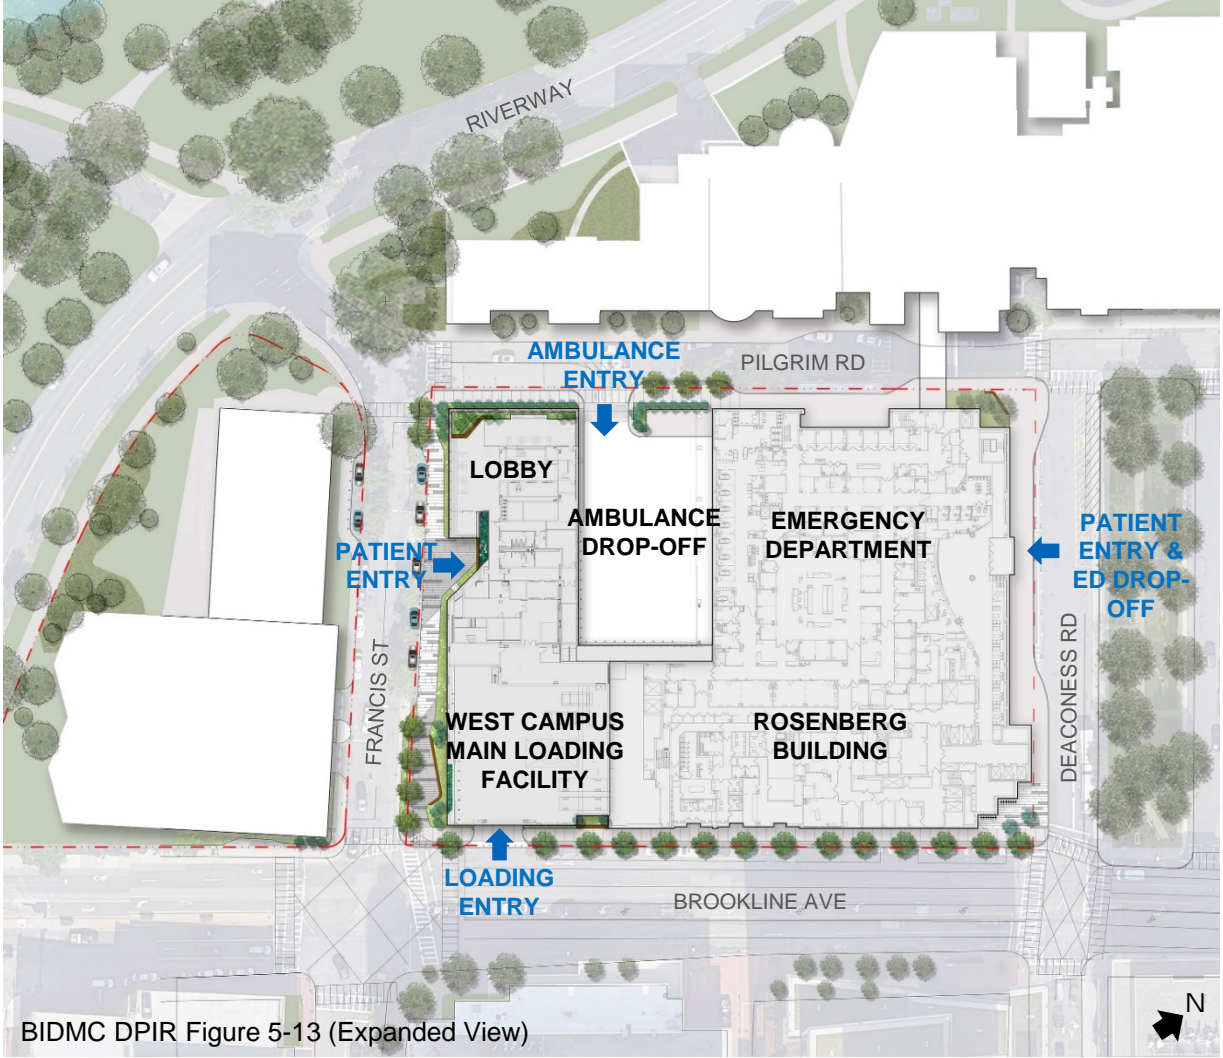 RIVERWAY
AMBULANCE
ENTRY
PILGRIM RD
LOBBY
AMBULANCE
DROP-OFF
EMERGENCY
DEPARTMENT
PATIENT
ENTRY
PATIENT
ENTRY &
ED DROP-
OFF
FRANCIS ST
WEST CAMPUS
MAIN LOADING
FACILITY
ROSENBERG
BUILDING
DEACONESS RD
LOADING
ENTRY
BROOKLINE AVE
N
BIDMC DPIR Figure 5-13 (Expanded View)